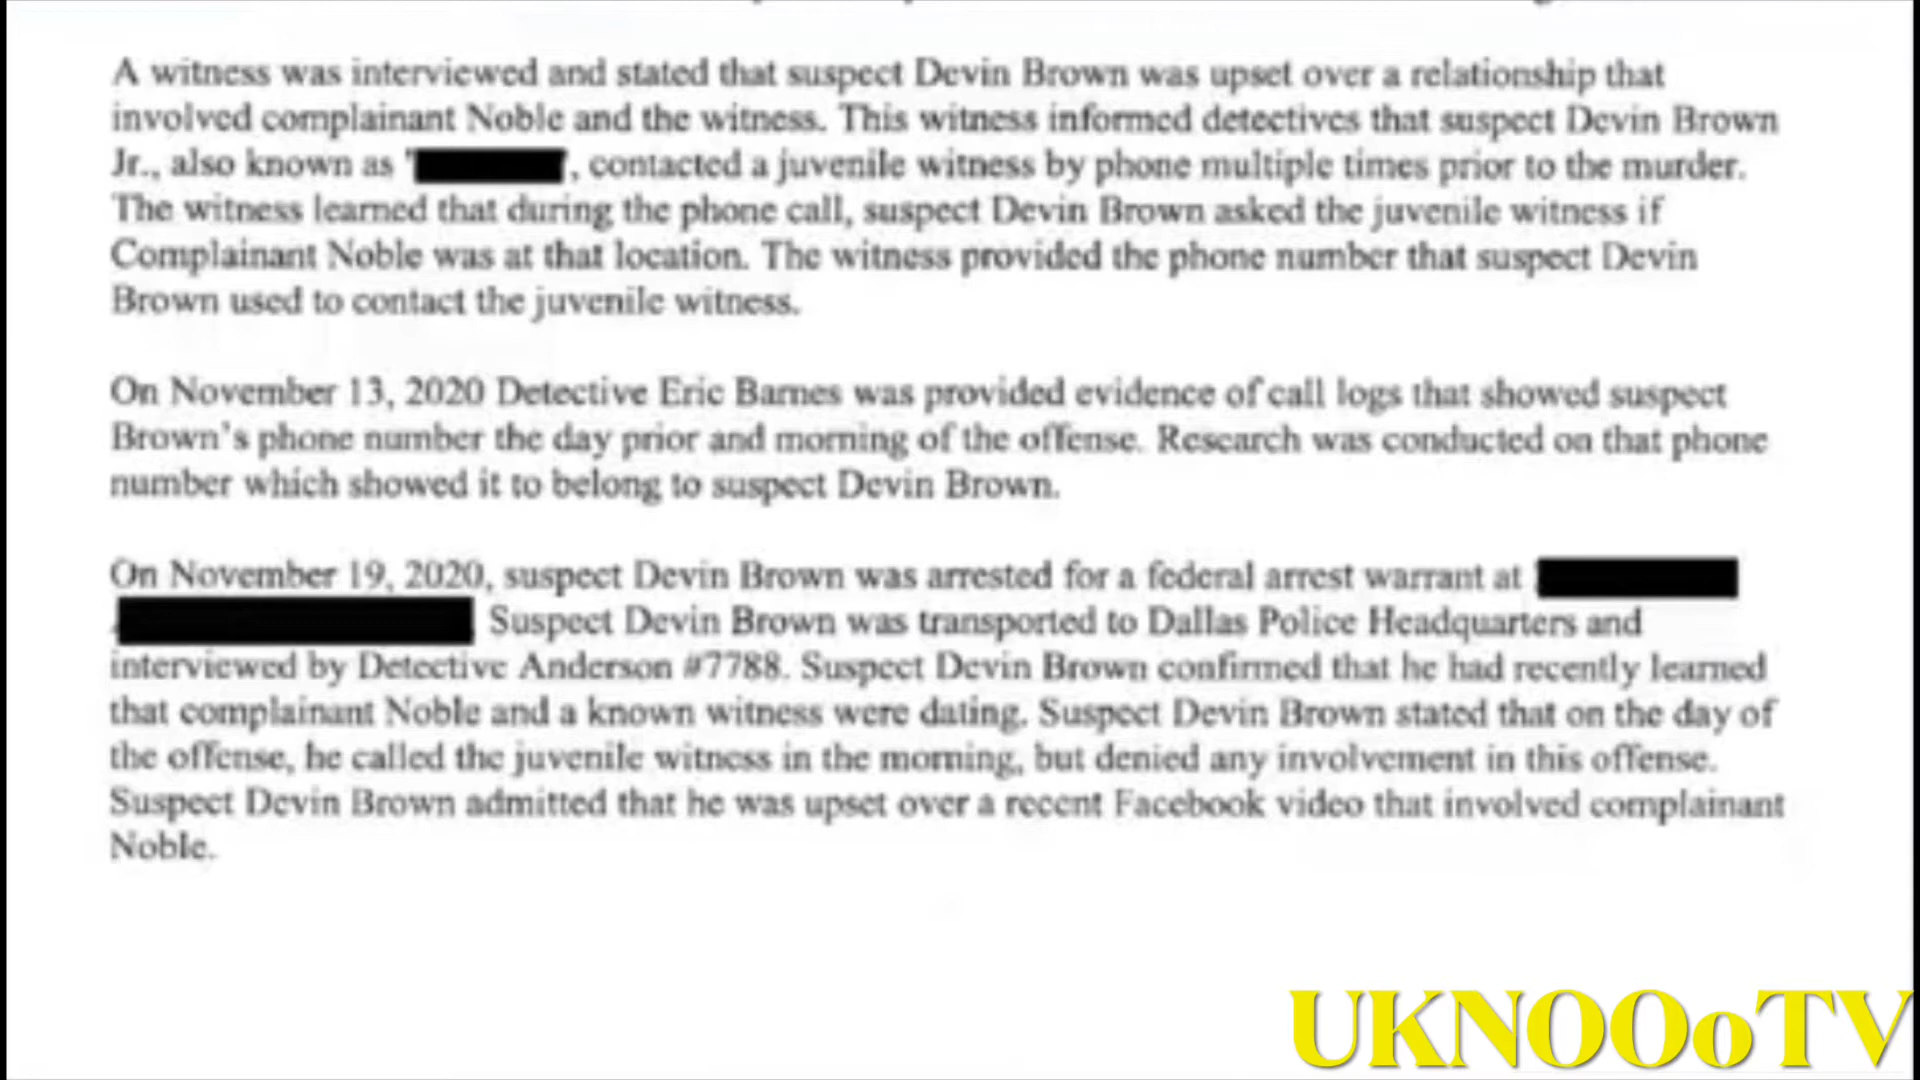 A witness was interviewed and stated that suspect Devin Brown was upset over a relationship that
involved complainant Noble and the witness. This witness informed detectives that suspect Devin Brown
Jr., also known as ' ', contacted a juvenile witness by phone multiple times prior to the murder.
The witness learned that during the phone call, suspect Devin Brown asked the juvenile witness if
Complainant Noble was at that location. The witness provided the phone number that suspect Devin
Brown used to contact the juvenile witness.
On November 13, 2020 Detective Eric Barnes was provided evidence of call logs that showed suspect
Brown's phone number the day prior and morning of the offense. Research was conducted on that phone
number which showed it to belong to suspect Devin Brown.
On November 19, 2020, suspect Devin Brown was arrested for a federal arrest warrant at
Suspect Devin Brown was transported to Dallas Police Headquarters and
interviewed by Detective Anderson #7788. Suspect Devin Brown confirmed that he had recently learned
that complainant Noble and a known witness were dating. Suspect Devin Brown stated that on the day of
the offense, he called the juvenile witness in the morning, but denied any involvement in this offense.
Suspect Devin Brown admitted that he was upset over a recent Facebook video that involved complainant
Noble.
UKNOOoTV